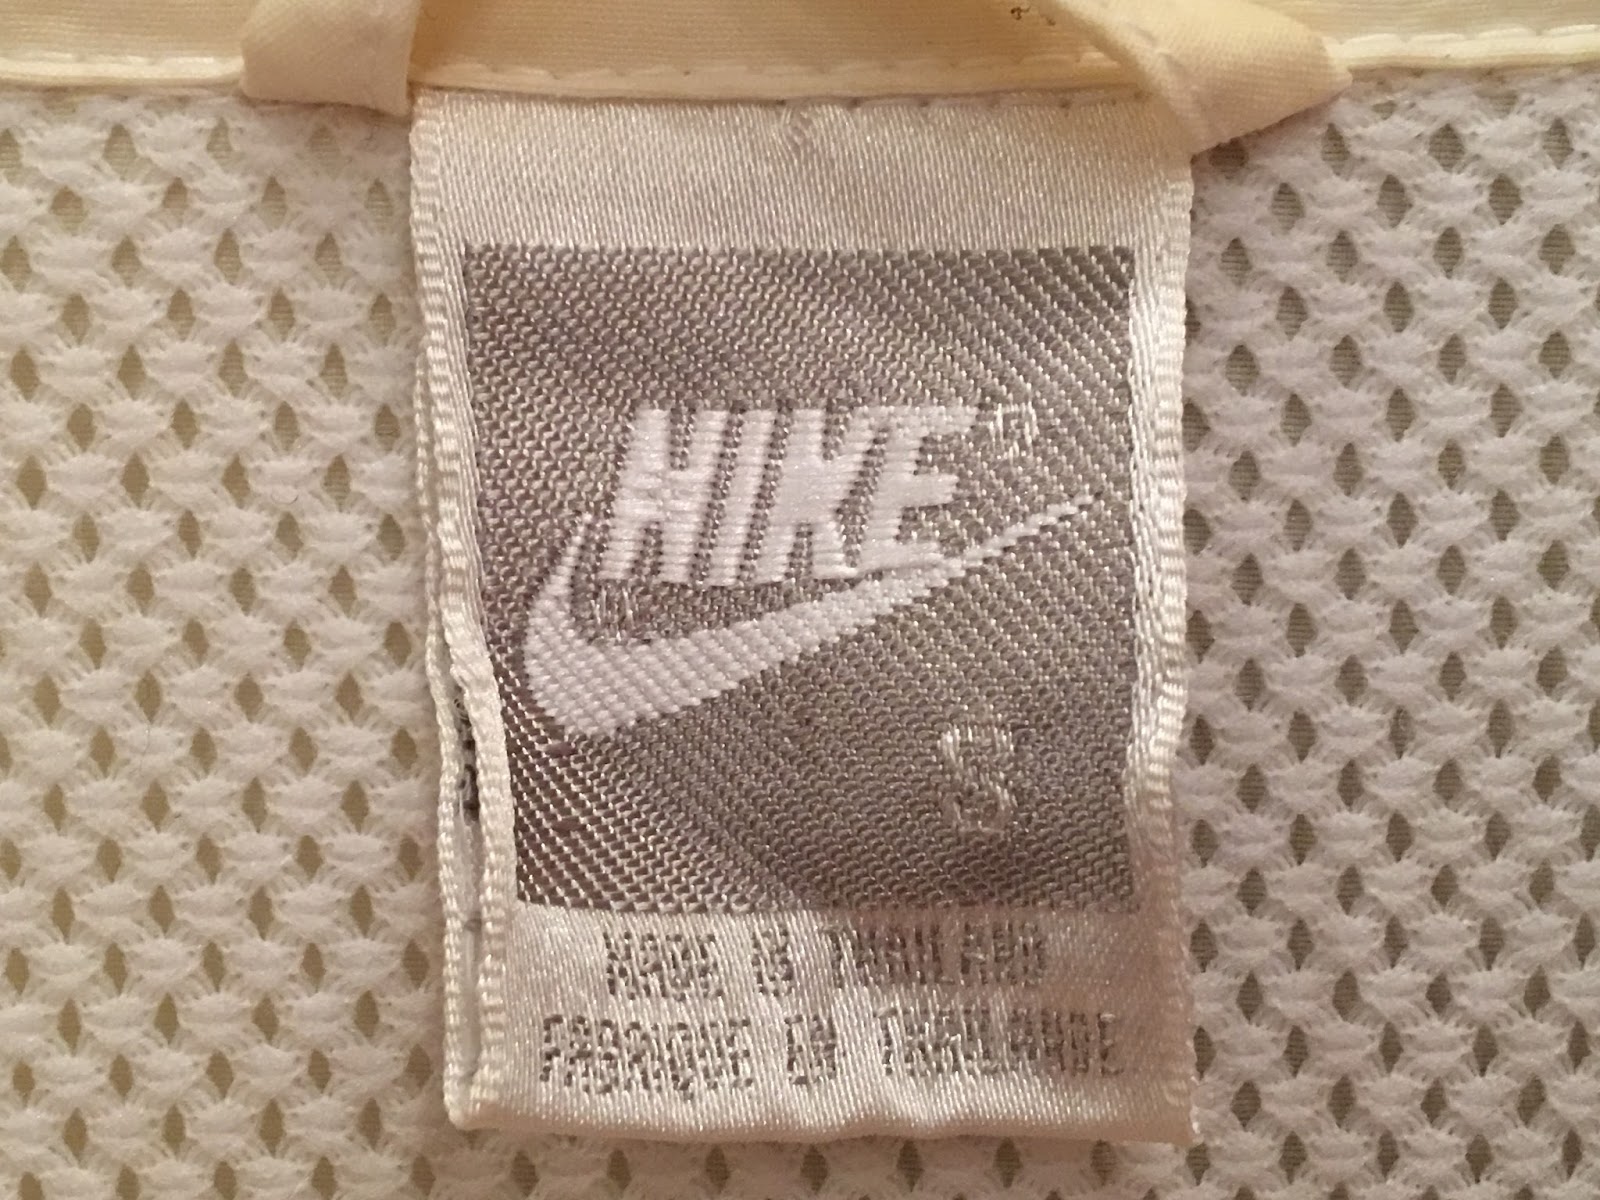 NIKE
S
MADE IN THAILAND
FABRIQUE EN THAILANDE